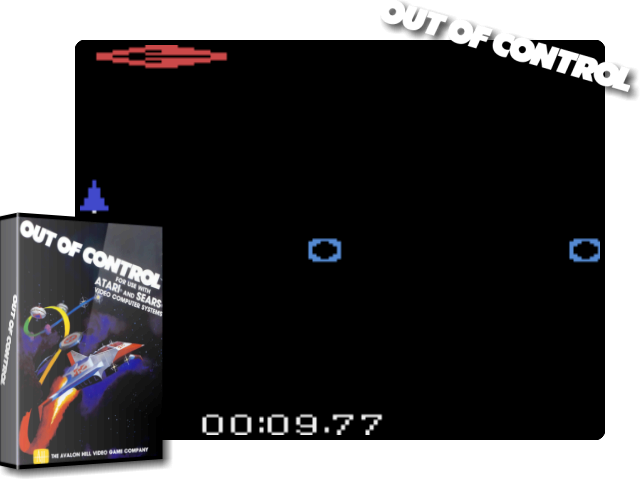 OUT OF CONTROL
OUT OF CONTROL
FOR USE WITH
ATARI AND SEARS
VIDEO COMPUTER SYSTEMS
OUT OF CONTROL
THE AVALON HILL VIDEO GAME COMPANY
00:09.77